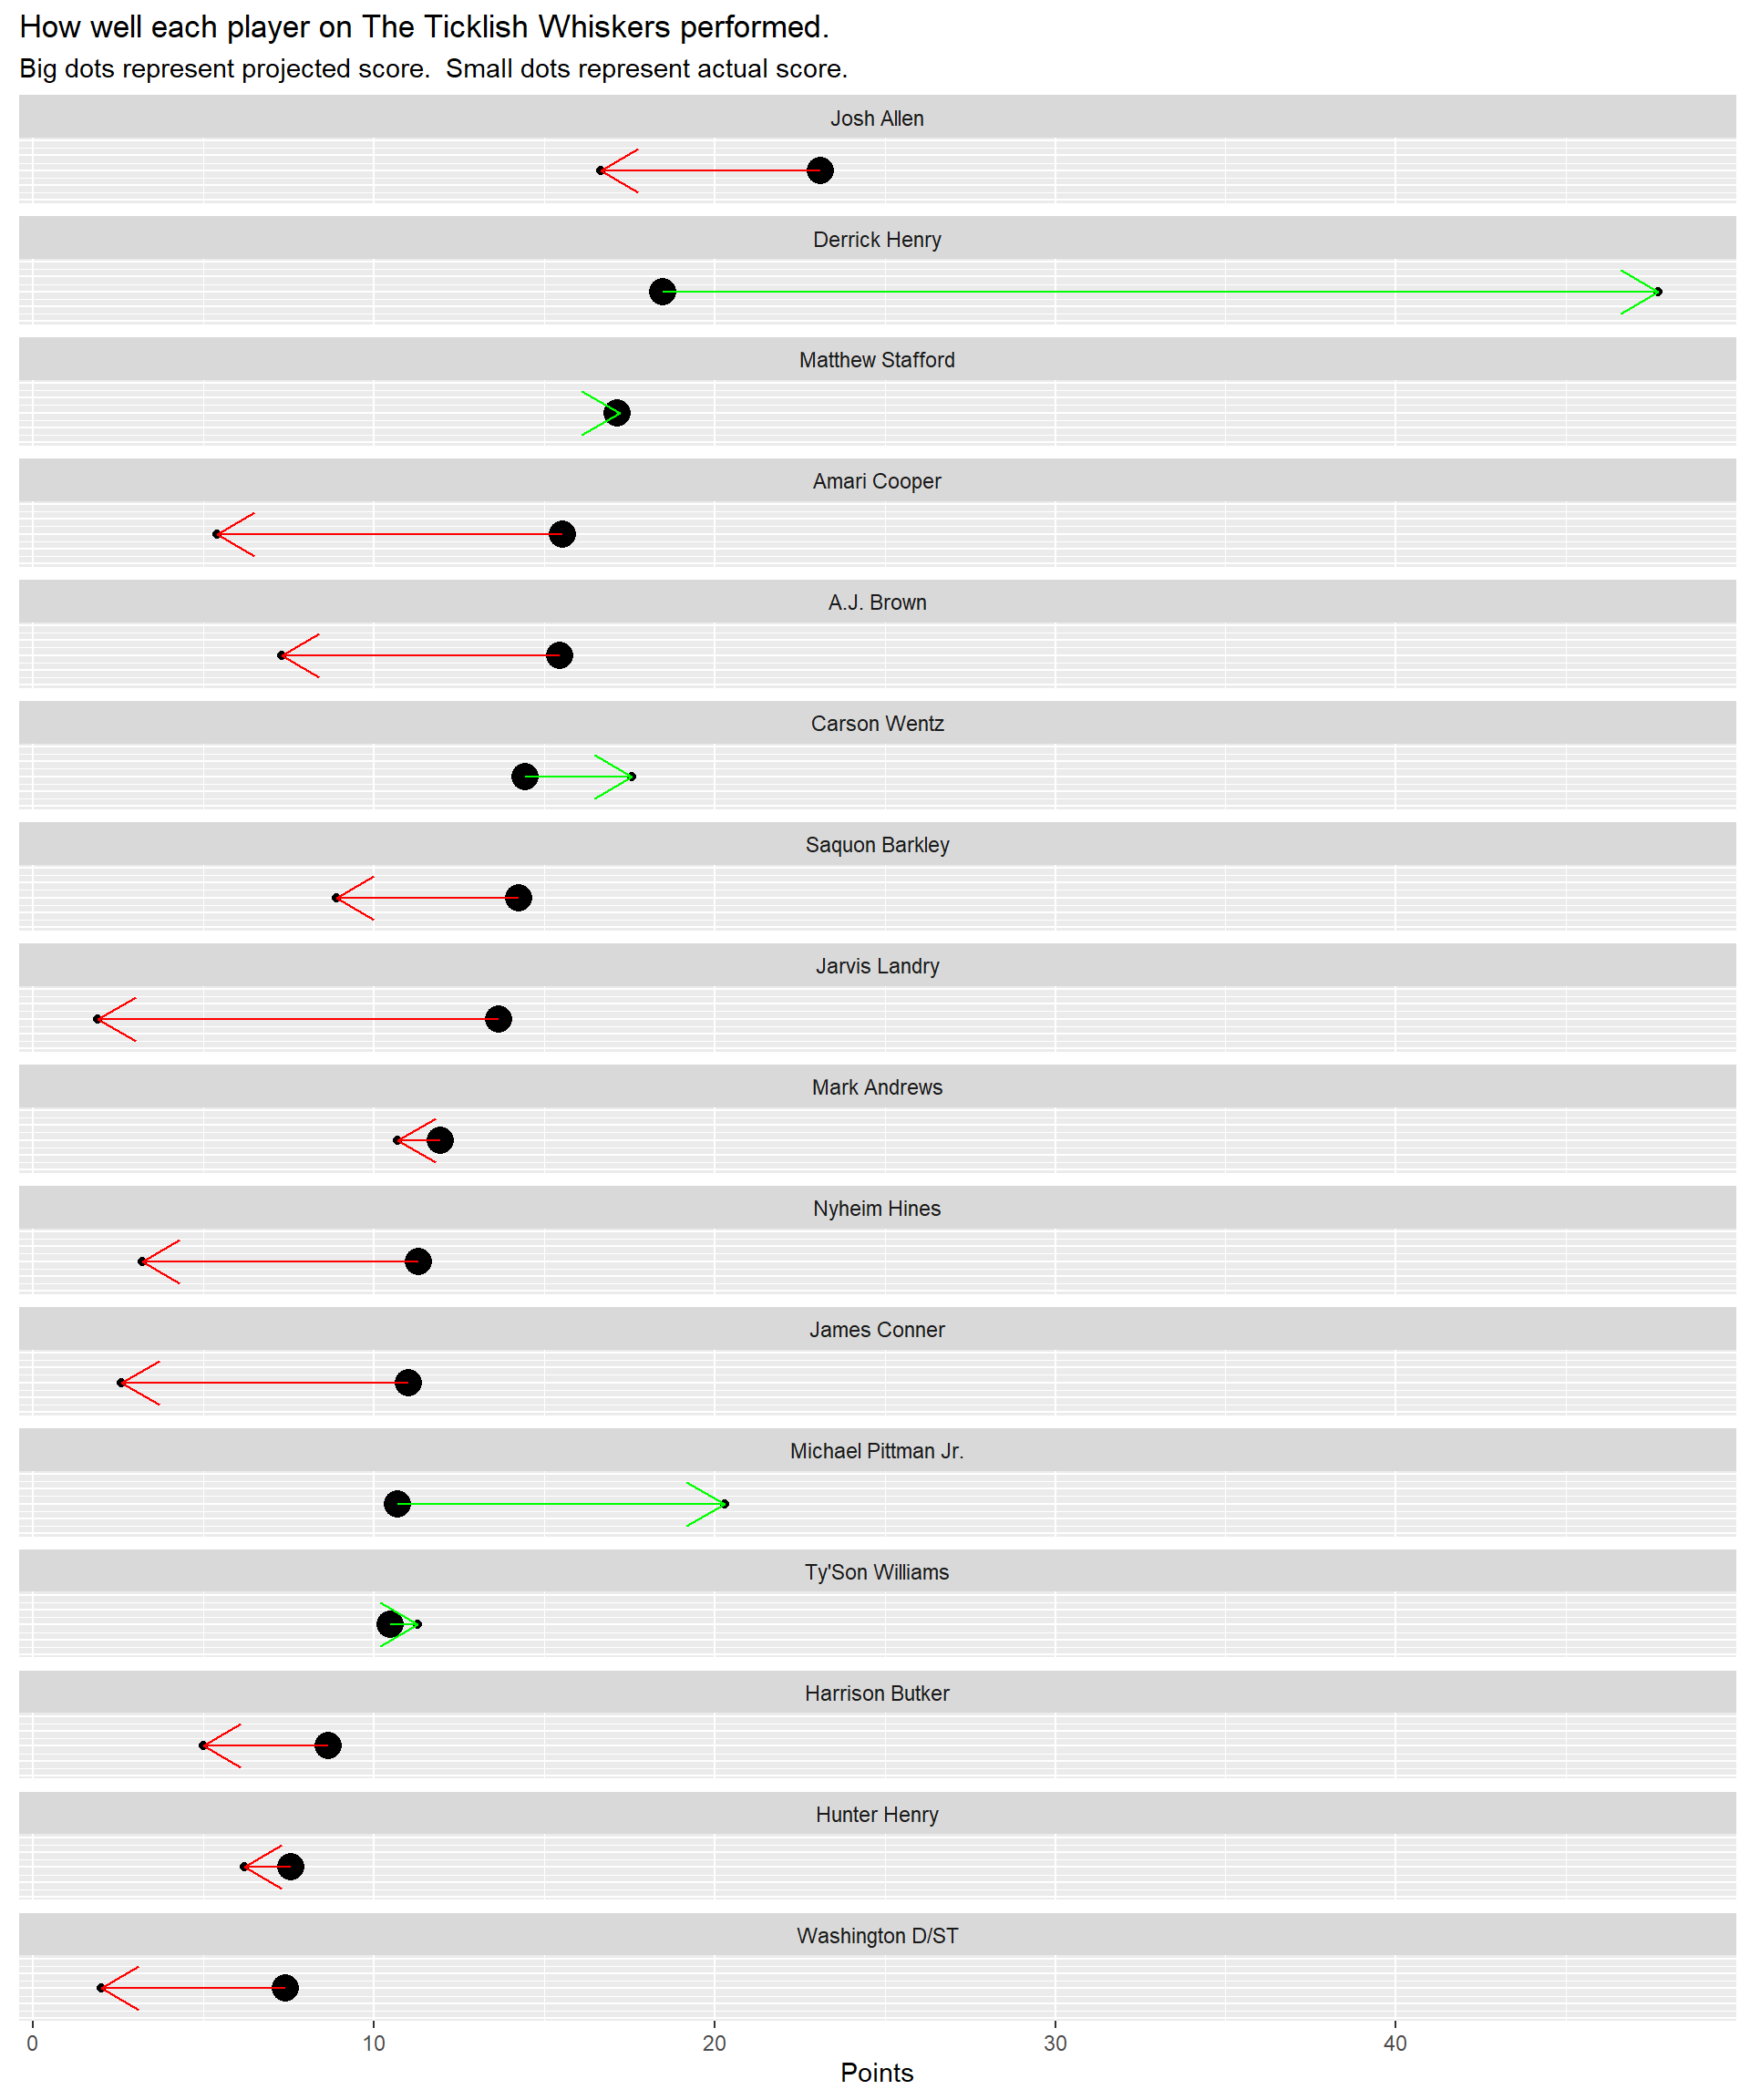 How well each player on The Ticklish Whiskers performed.
Big dots represent projected score.  Small dots represent actual score.
Josh Allen
Derrick Henry
Matthew Stafford
Amari Cooper
A.J. Brown
Carson Wentz
Saquon Barkley
Jarvis Landry
Mark Andrews
Nyheim Hines
James Conner
Michael Pittman Jr.
Ty'Son Williams
Harrison Butker
Hunter Henry
Washington D/ST
0 10 20 30 40
Points